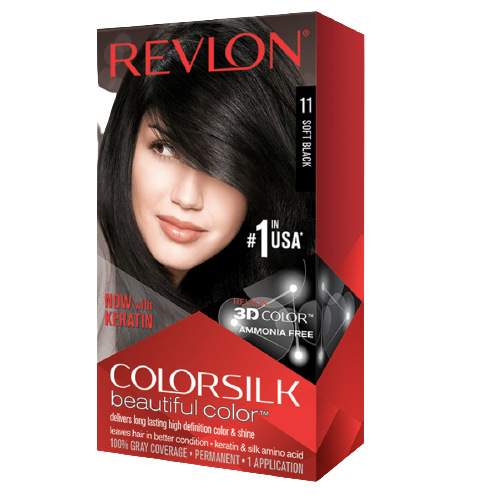 REVLON®
11
SOFT BLACK
#1 IN USA*
NOW with
KERATIN
REVLON
3D COLOR™
AMMONIA FREE
COLORSILK
beautiful color™
delivers long lasting high definition color & shine
leaves hair in better condition • keratin & silk amino acid
100% GRAY COVERAGE • PERMANENT • 1 APPLICATION